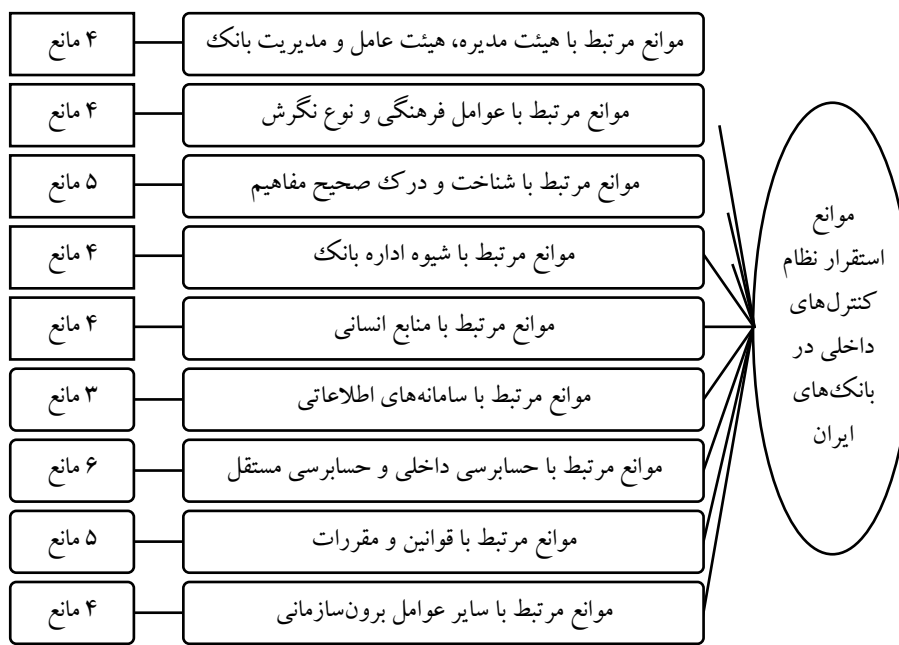 موانع
استقرار نظام
کنترل‌های
داخلی در
بانک‌های
ایران
موانع مرتبط با هیئت مدیره، هیئت عامل و مدیریت بانک
۴ مانع
موانع مرتبط با عوامل فرهنگی و نوع نگرش
۴ مانع
موانع مرتبط با شناخت و درک صحیح مفاهیم
۵ مانع
موانع مرتبط با شیوه اداره بانک
۴ مانع
موانع مرتبط با منابع انسانی
۴ مانع
موانع مرتبط با سامانه‌های اطلاعاتی
۳ مانع
موانع مرتبط با حسابرسی داخلی و حسابرسی مستقل
۶ مانع
موانع مرتبط با قوانین و مقررات
۵ مانع
موانع مرتبط با سایر عوامل برون‌سازمانی
۴ مانع